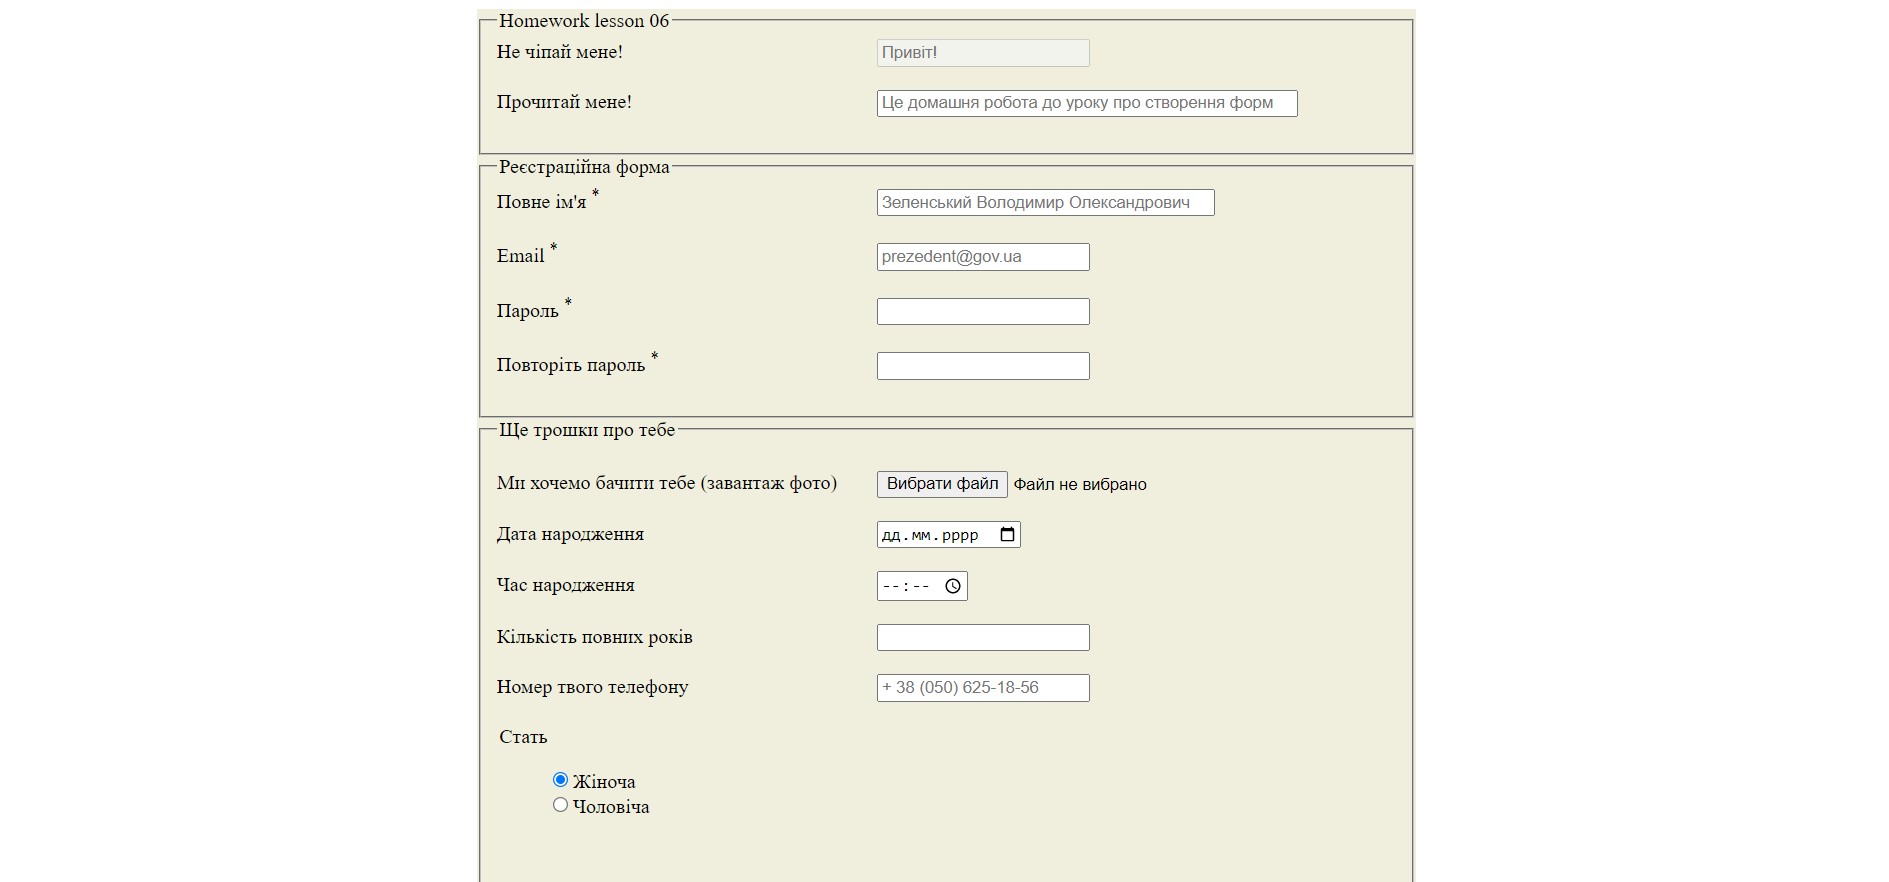 Homework lesson 06
Не чіпай мене! Привіт!
Прочитай мене! Це домашня робота до уроку про створення форм
Реєстраційна форма
Повне ім'я * Зеленський Володимир Олександрович
Email * prezedent@gov.ua
Пароль *
Повторіть пароль *
Ще трошки про тебе
Ми хочемо бачити тебе (завантаж фото) Вибрати файл Файл не вибрано
Дата народження дд.мм.рррр
Час народження --:--
Кількість повних років
Номер твого телефону + 38 (050) 625-18-56
Стать
Жіноча
Чоловіча